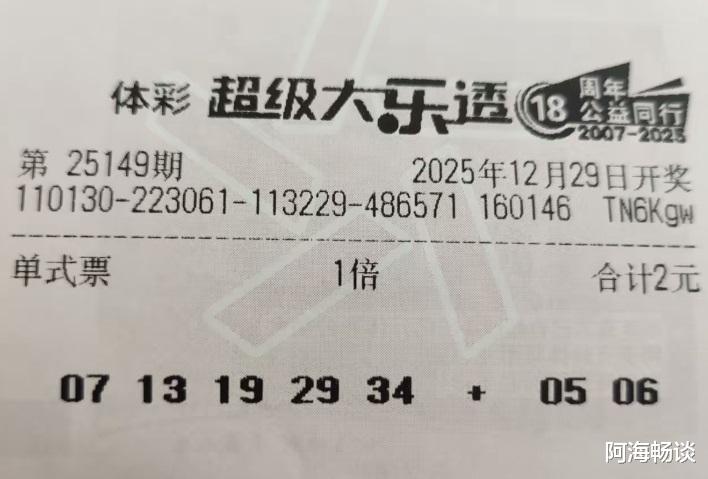 体彩 超级大乐透 18 周年 公益同行 2007-2025
第 25149期 2025年12月29日开奖
110130-223061-113229-486571 160146 TN6Kgw
单式票 1倍 合计2元
07 13 19 29 34 + 05 06
阿海畅谈